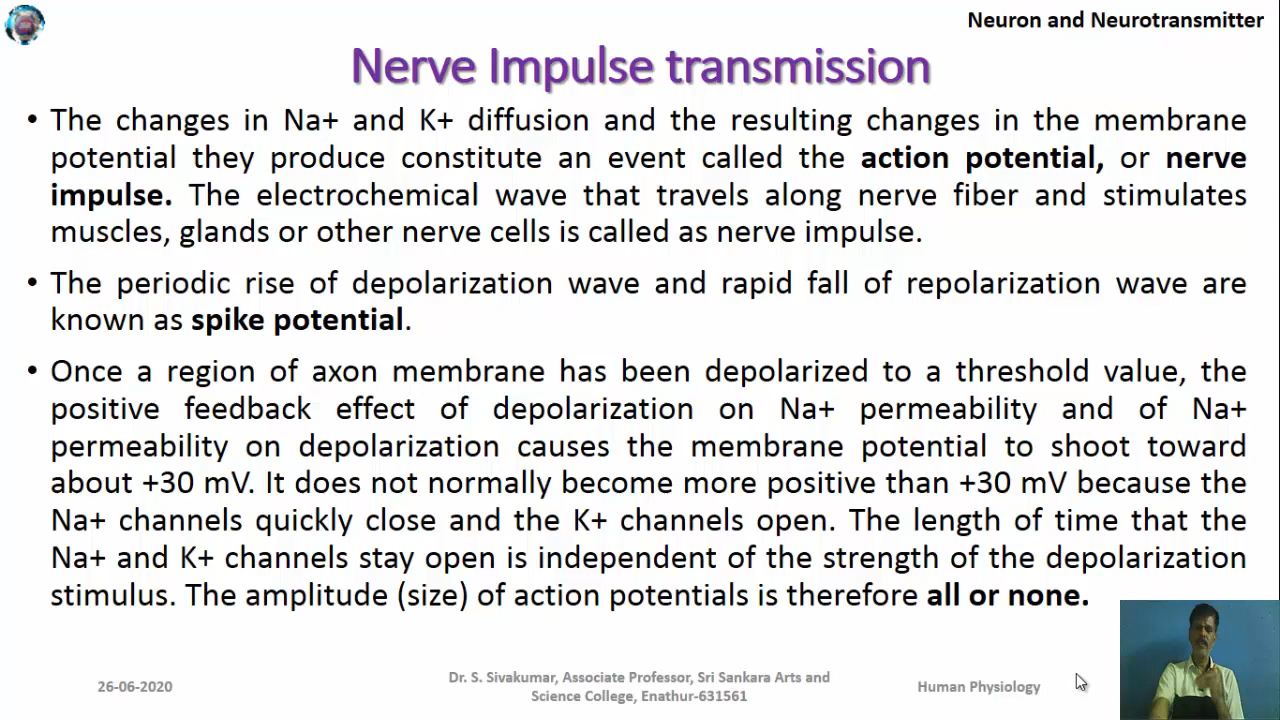 Neuron and Neurotransmitter
Nerve Impulse transmission
• The changes in Na+ and K+ diffusion and the resulting changes in the membrane
potential they produce constitute an event called the action potential, or nerve
impulse. The electrochemical wave that travels along nerve fiber and stimulates
muscles, glands or other nerve cells is called as nerve impulse.
• The periodic rise of depolarization wave and rapid fall of repolarization wave are
known as spike potential.
• Once a region of axon membrane has been depolarized to a threshold value, the
positive feedback effect of depolarization on Na+ permeability and of Na+
permeability on depolarization causes the membrane potential to shoot toward
about +30 mV. It does not normally become more positive than +30 mV because the
Na+ channels quickly close and the K+ channels open. The length of time that the
Na+ and K+ channels stay open is independent of the strength of the depolarization
stimulus. The amplitude (size) of action potentials is therefore all or none.
26-06-2020
Dr. S. Sivakumar, Associate Professor, Sri Sankara Arts and
Science College, Enathur-631561
Human Physiology